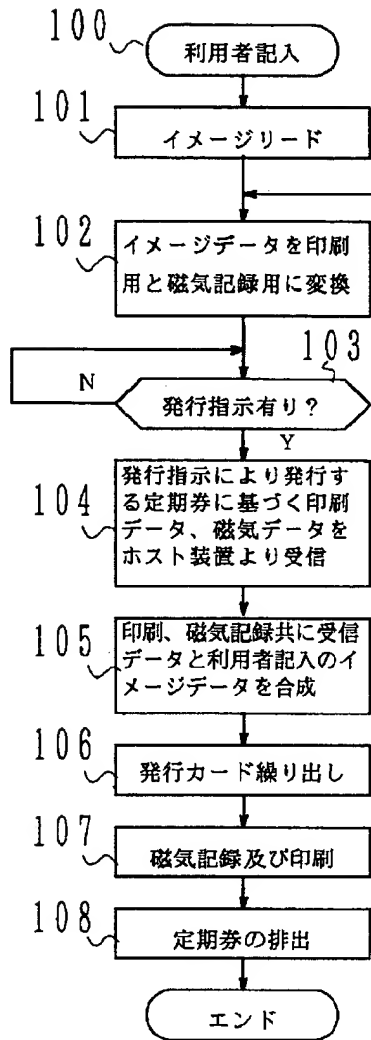 100
利用者記入
101
イメージリード
102
イメージデータを印刷
用と磁気記録用に変換
103
N
発行指示有り？
Y
104
発行指示により発行す
る定期券に基づく印刷
データ、磁気データを
ホスト装置より受信
105
印刷、磁気記録共に受信
データと利用者記入のイ
メージデータを合成
106
発行カード繰り出し
107
磁気記録及び印刷
108
定期券の排出
エンド